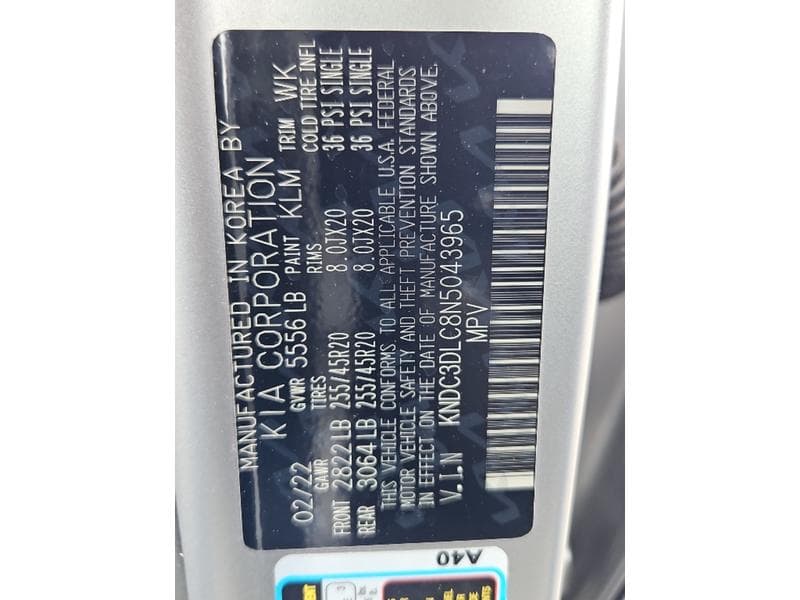 MANUFACTURED IN KOREA BY
KIA CORPORATION
02/22 GVWR 5556 LB PAINT KLM TRIM WK
GAWR TIRES RIMS COLD TIRE INFL
FRONT 2822 LB 255/45R20 8.0JX20 36 PSI SINGLE
REAR 3064 LB 255/45R20 8.0JX20 36 PSI SINGLE
THIS VEHICLE CONFORMS TO ALL APPLICABLE U.S.A. FEDERAL
MOTOR VEHICLE SAFETY AND THEFT PREVENTION STANDARDS
IN EFFECT ON THE DATE OF MANUFACTURE SHOWN ABOVE.
V.I.N KNDC3DLC8N5043965
MPV
A40